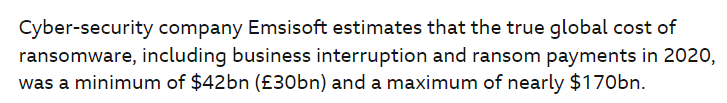 Cyber-security company Emsisoft estimates that the true global cost of
ransomware, including business interruption and ransom payments in 2020,
was a minimum of $42bn (£30bn) and a maximum of nearly $170bn.